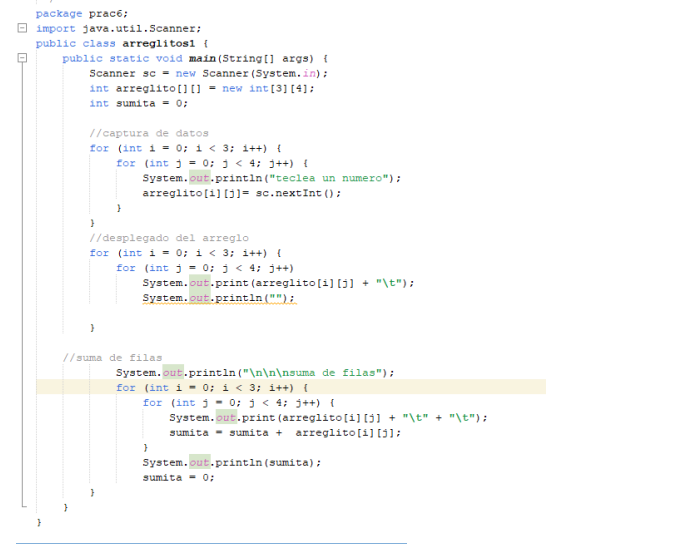 package prac6;
import java.util.Scanner;
public class arreglitos1 {
    public static void main(String[] args) {
        Scanner sc = new Scanner(System.in);
        int arreglito[][] = new int[3][4];
        int sumita = 0;

        //captura de datos
        for (int i = 0; i < 3; i++) {
            for (int j = 0; j < 4; j++) {
                System.out.println("teclea un numero");
                arreglito[i][j]= sc.nextInt();
            }
        }
        //desplegado del arreglo
        for (int i = 0; i < 3; i++) {
            for (int j = 0; j < 4; j++)
                System.out.print(arreglito[i][j] + "\t");
                System.out.println("");

        }

    //suma de filas
            System.out.println("\n\n\nsuma de filas");
            for (int i = 0; i < 3; i++) {
                for (int j = 0; j < 4; j++) {
                    System.out.print(arreglito[i][j] + "\t" + "\t");
                    sumita = sumita +  arreglito[i][j];
                }
                System.out.println(sumita);
                sumita = 0;
        }
    }
}